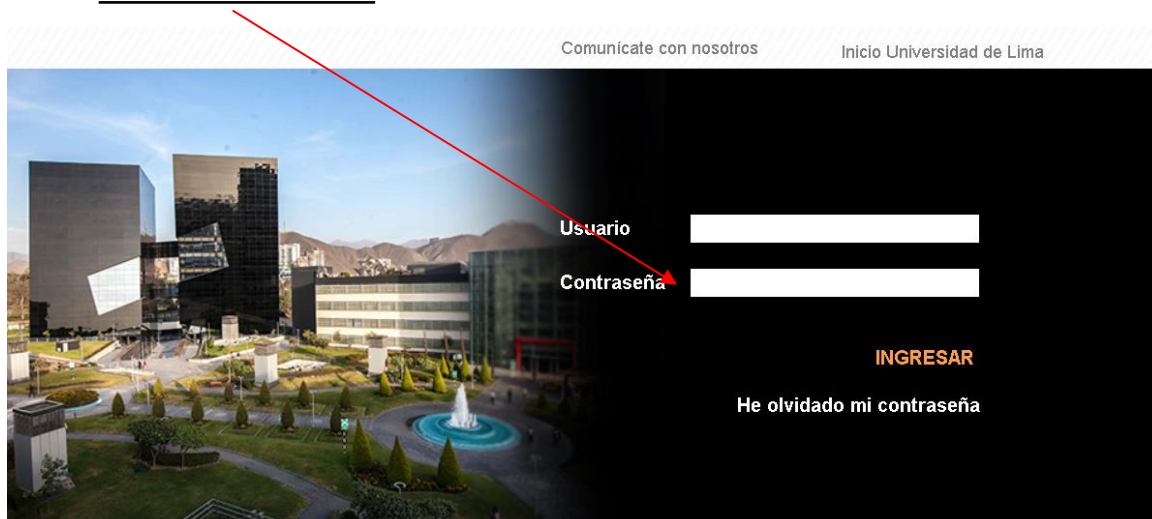 Comunícate con nosotros
Inicio Universidad de Lima
Usuario
Contraseña
INGRESAR
He olvidado mi contraseña